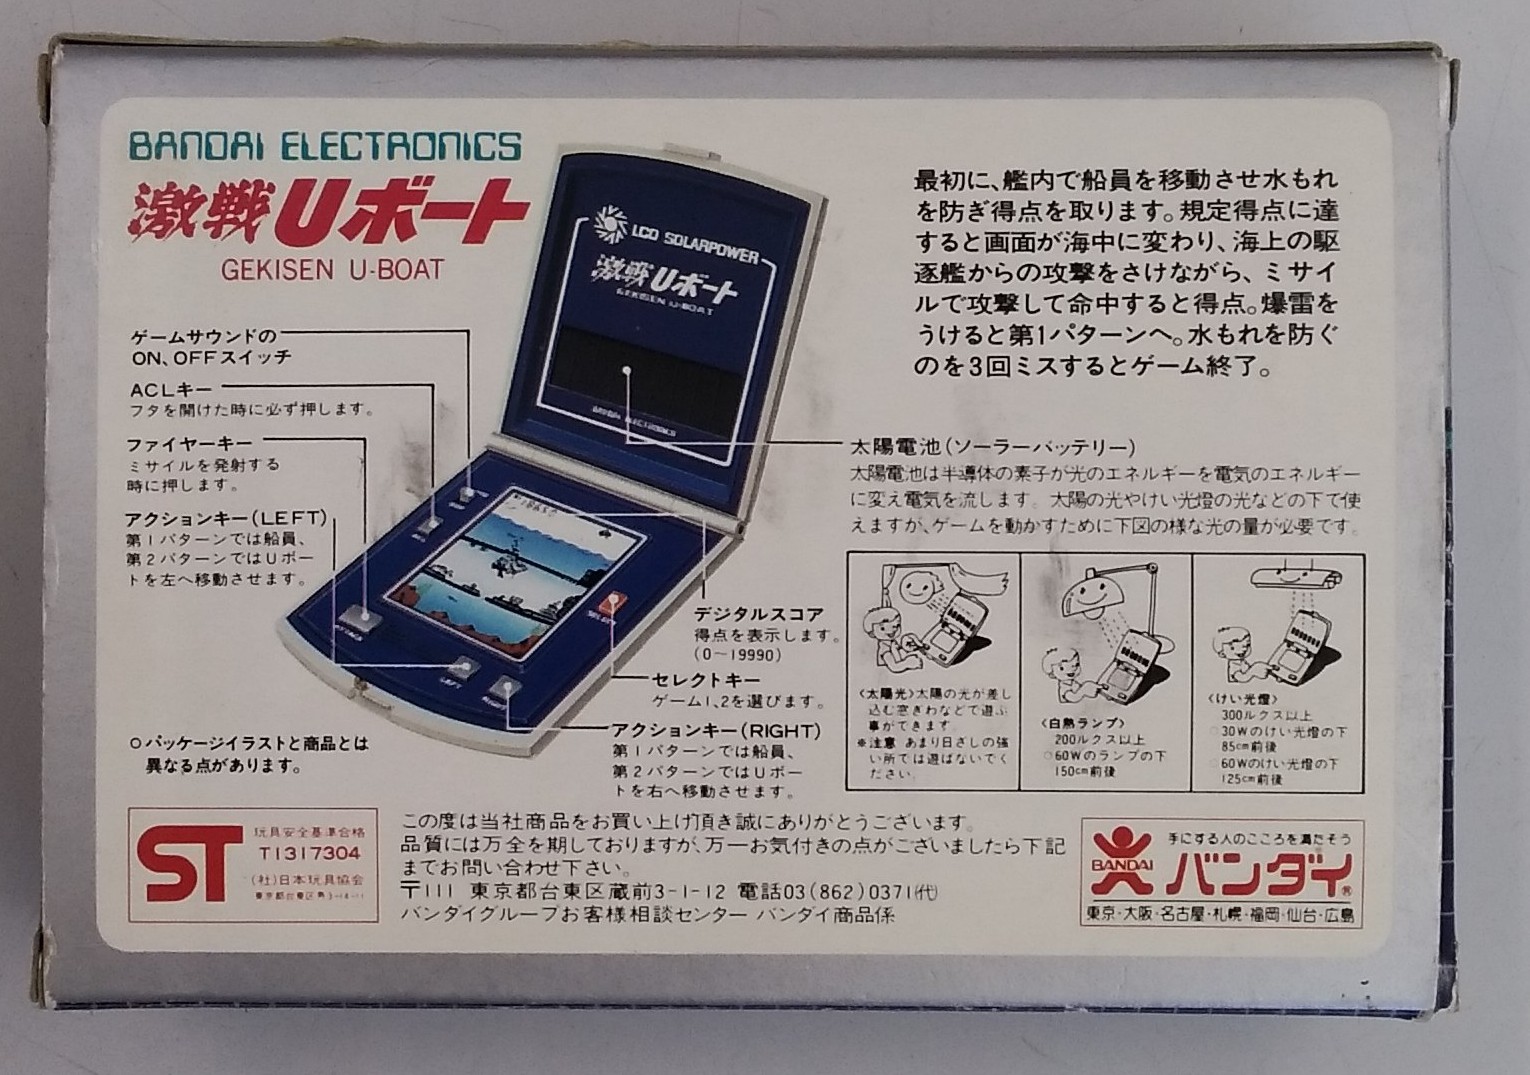 BANDAI ELECTRONICS
激戦Uボート
GEKISEN U-BOAT
最初に、艦内で船員を移動させ水もれ
を防ぎ得点を取ります。規定得点に達
すると画面が海中に変わり、海上の駆
逐艦からの攻撃をさけながら、ミサイ
ルで攻撃して命中すると得点。爆雷を
うけると第1パターンへ。水もれを防ぐ
のを3回ミスするとゲーム終了。
LCD SOLARPOWER
激戦Uボート
GEKISEN U-BOAT
BANDAI ELECTRONICS
ゲームサウンドの
ON、OFFスイッチ
ACLキー
フタを開けた時に必ず押します。
ファイヤーキー
ミサイルを発射する
時に押します。
アクションキー(LEFT)
第1パターンでは船員、
第2パターンではUボー
トを左へ移動させます。
SELECT
LEFT
RIGHT
太陽電池(ソーラーバッテリー)
太陽電池は半導体の素子が光のエネルギーを電気のエネルギー
に変え電気を流します。太陽の光やけい光燈の光などの下で使
えますが、ゲームを動かすために下図の様な光の量が必要です。
デジタルスコア
得点を表示します。
(0〜19990)
セレクトキー
ゲーム1、2を選びます。
アクションキー(RIGHT)
第1パターンでは船員、
第2パターンではUボー
トを右へ移動させます。
〈太陽光〉太陽の光が差し
込む窓ぎわなどで遊ぶ
事ができます。
※注意 あまり日ざしの強
い所では遊ばないでく
ださい。
〈白熱ランプ〉
200ルクス以上
○60Wのランプの下
150cm前後
〈けい光燈〉
300ルクス以上
○30Wのけい光燈の下
85cm前後
○60Wのけい光燈の下
125cm前後
○パッケージイラストと商品とは
異なる点があります。
ST
玩具安全基準合格
T1317304
(社)日本玩具協会
この度は当社商品をお買い上げ頂き誠にありがとうございます。
品質には万全を期しておりますが、万一お気付きの点がございましたら下記
までお問い合わせ下さい。
〒111 東京都台東区蔵前3-1-12 電話03(862)0371(代)
バンダイグループお客様相談センター バンダイ商品係
BANDAI
手にする人のこころを満たそう
バンダイ®
東京・大阪・名古屋・札幌・福岡・仙台・広島